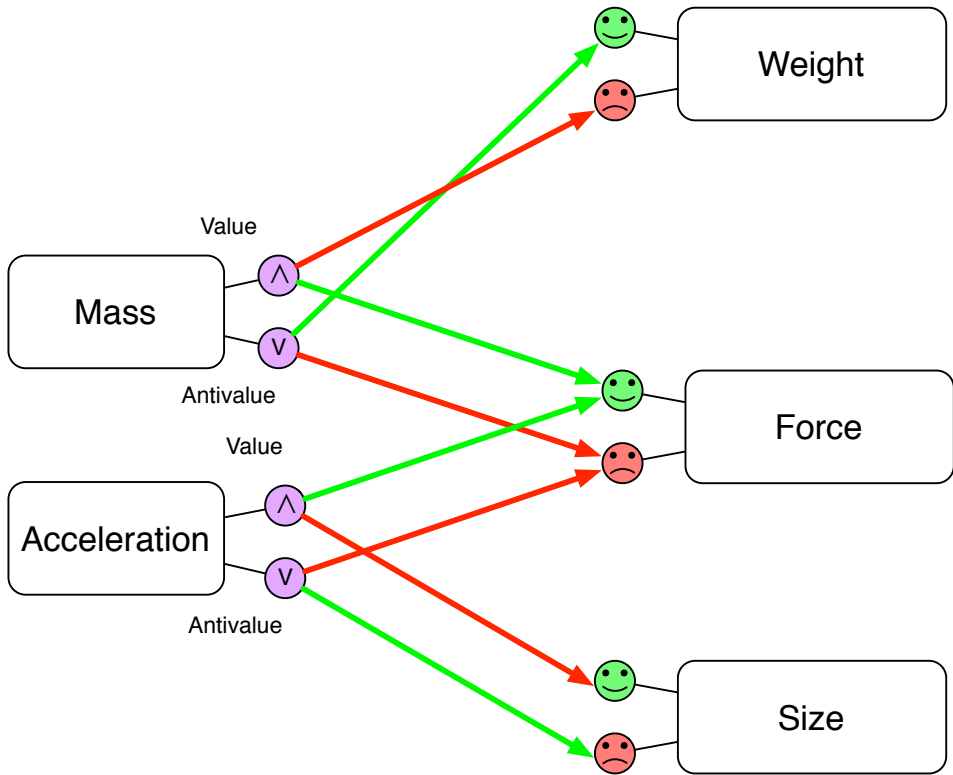 Weight
Value
Mass
∧
V
Antivalue
Force
Value
Acceleration
∧
V
Antivalue
Size